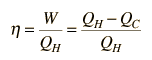 η = W / Q_H = (Q_H − Q_C) / Q_H